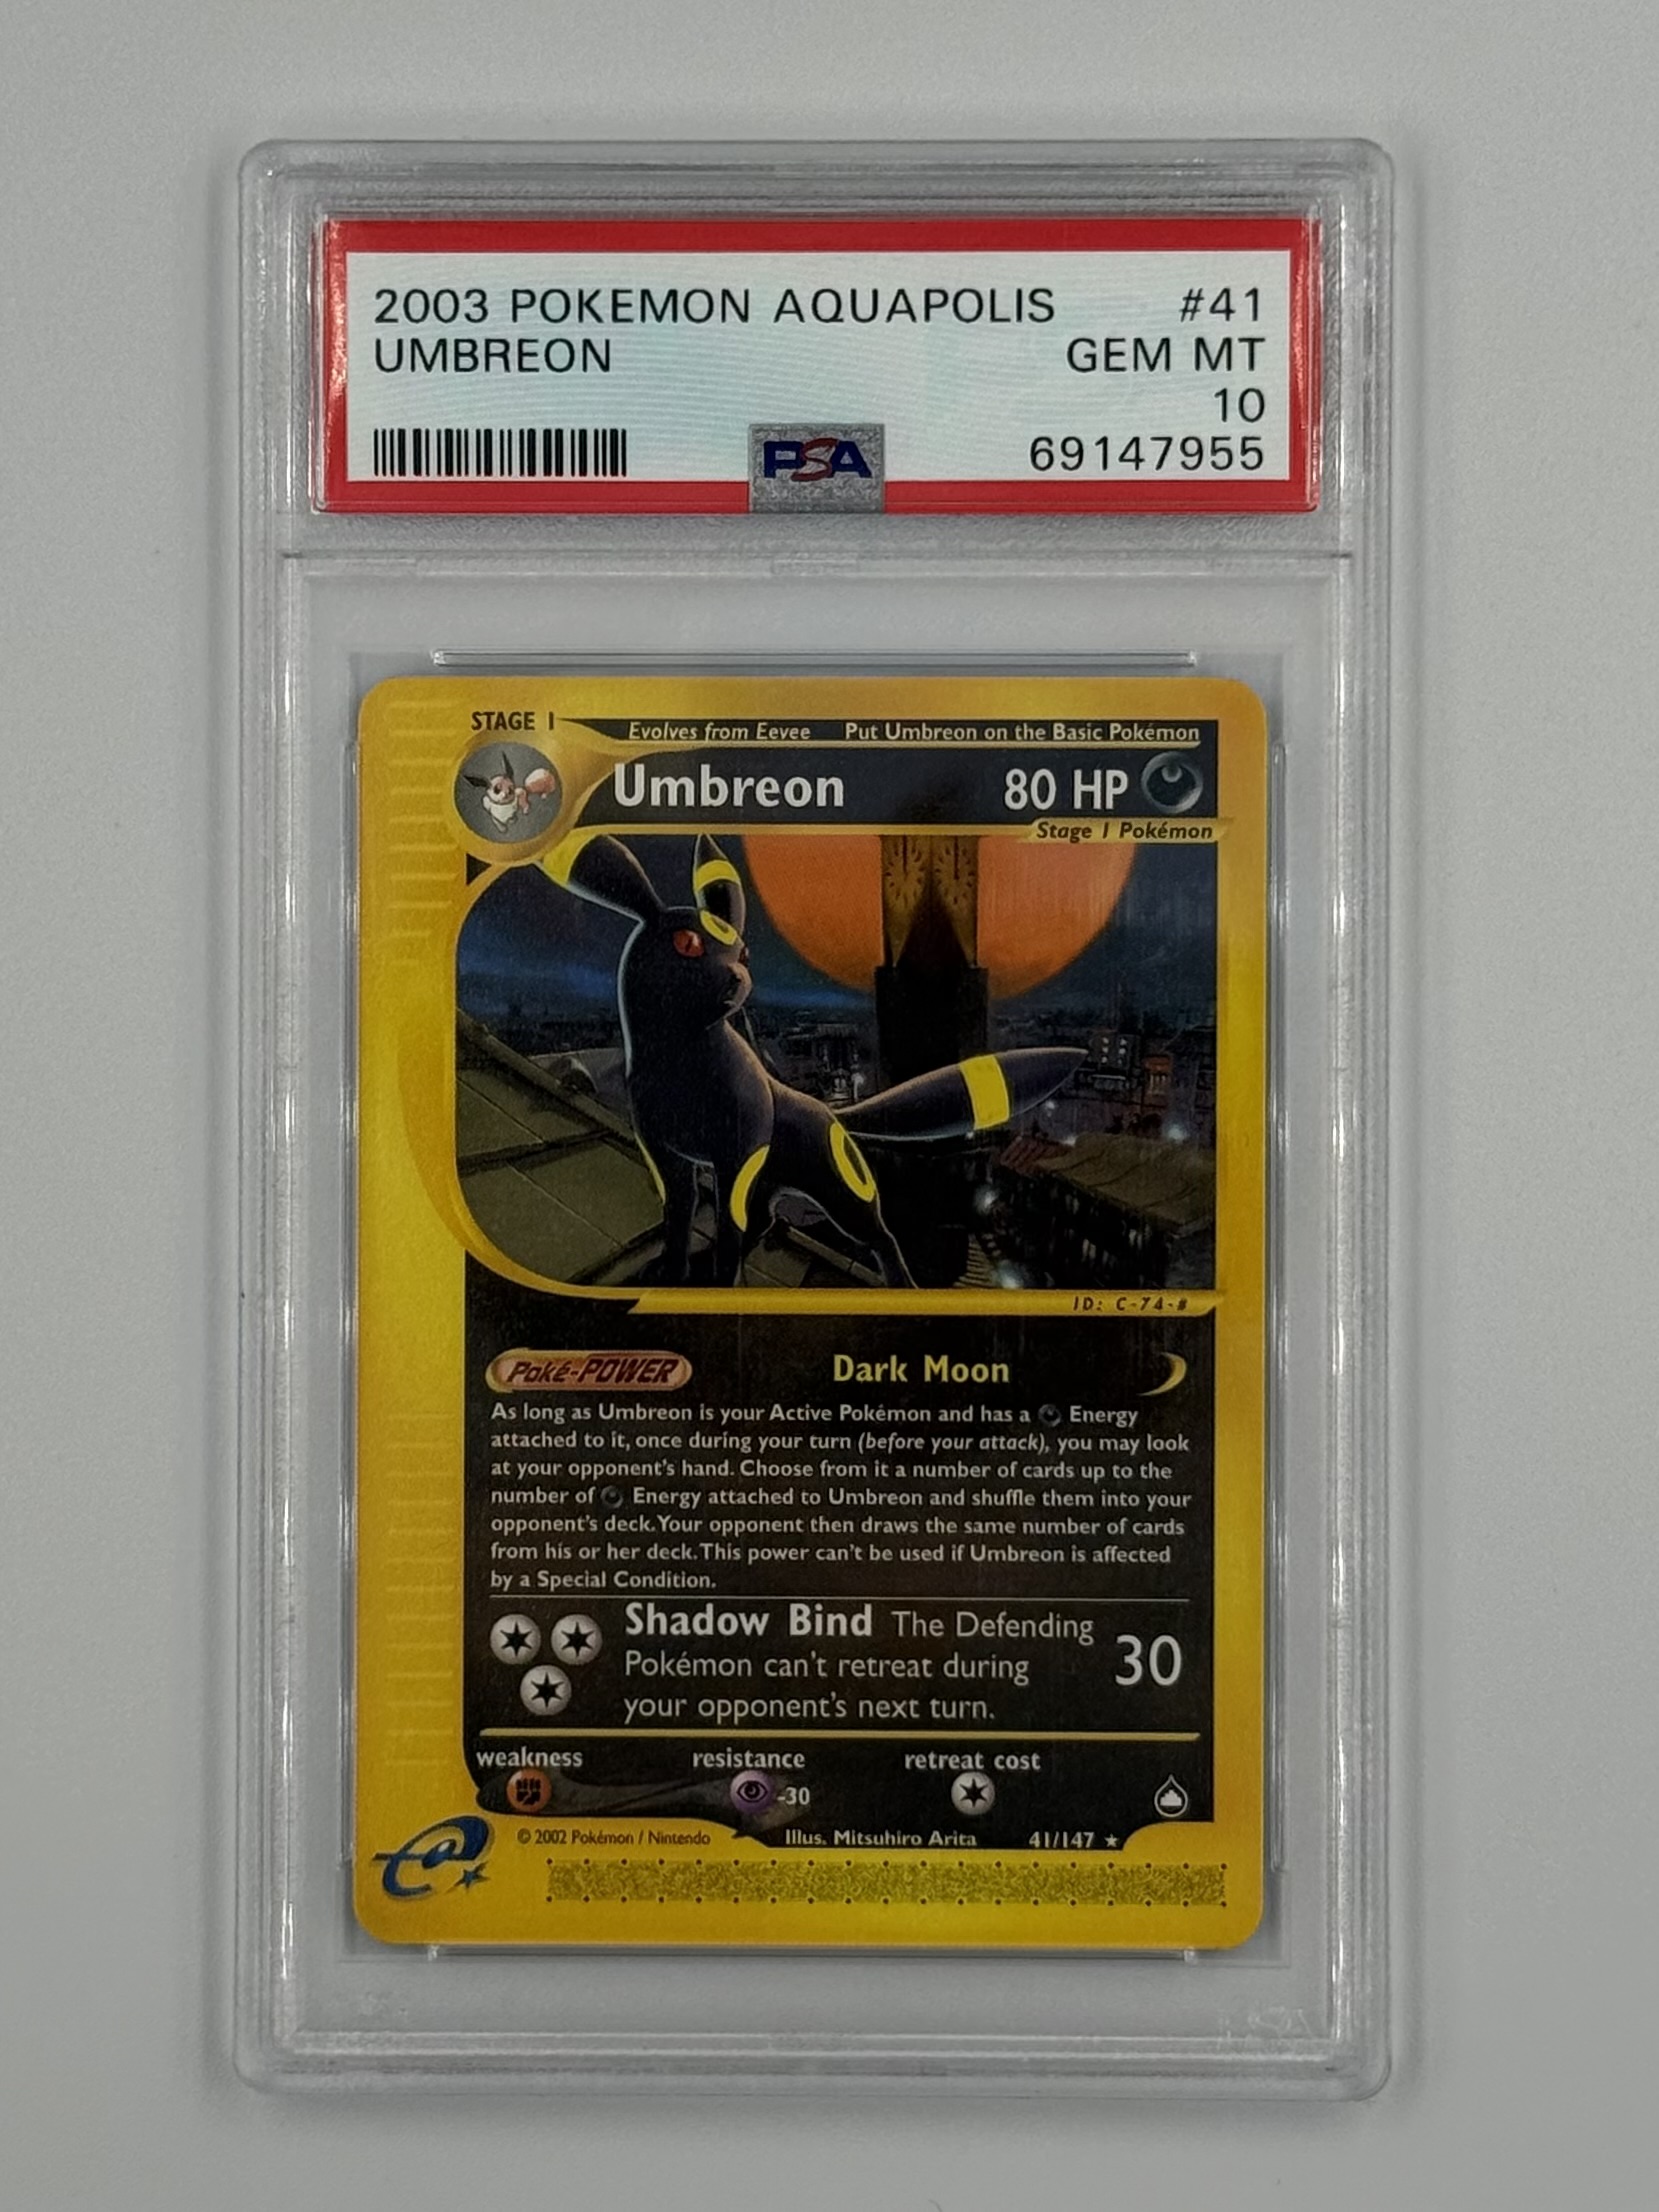 2003 POKEMON AQUAPOLIS #41
UMBREON GEM MT
10
PSA 69147955
STAGE 1
Evolves from Eevee Put Umbreon on the Basic Pokémon
Umbreon 80 HP
Stage 1 Pokémon
ID: C-74-#
Poké-POWER Dark Moon
As long as Umbreon is your Active Pokémon and has a Energy
attached to it, once during your turn (before your attack), you may look
at your opponent's hand. Choose from it a number of cards up to the
number of Energy attached to Umbreon and shuffle them into your
opponent's deck. Your opponent then draws the same number of cards
from his or her deck. This power can't be used if Umbreon is affected
by a Special Condition.
Shadow Bind The Defending
Pokémon can't retreat during 30
your opponent's next turn.
weakness resistance retreat cost
-30
© 2002 Pokémon / Nintendo Illus. Mitsuhiro Arita 41/147 ★